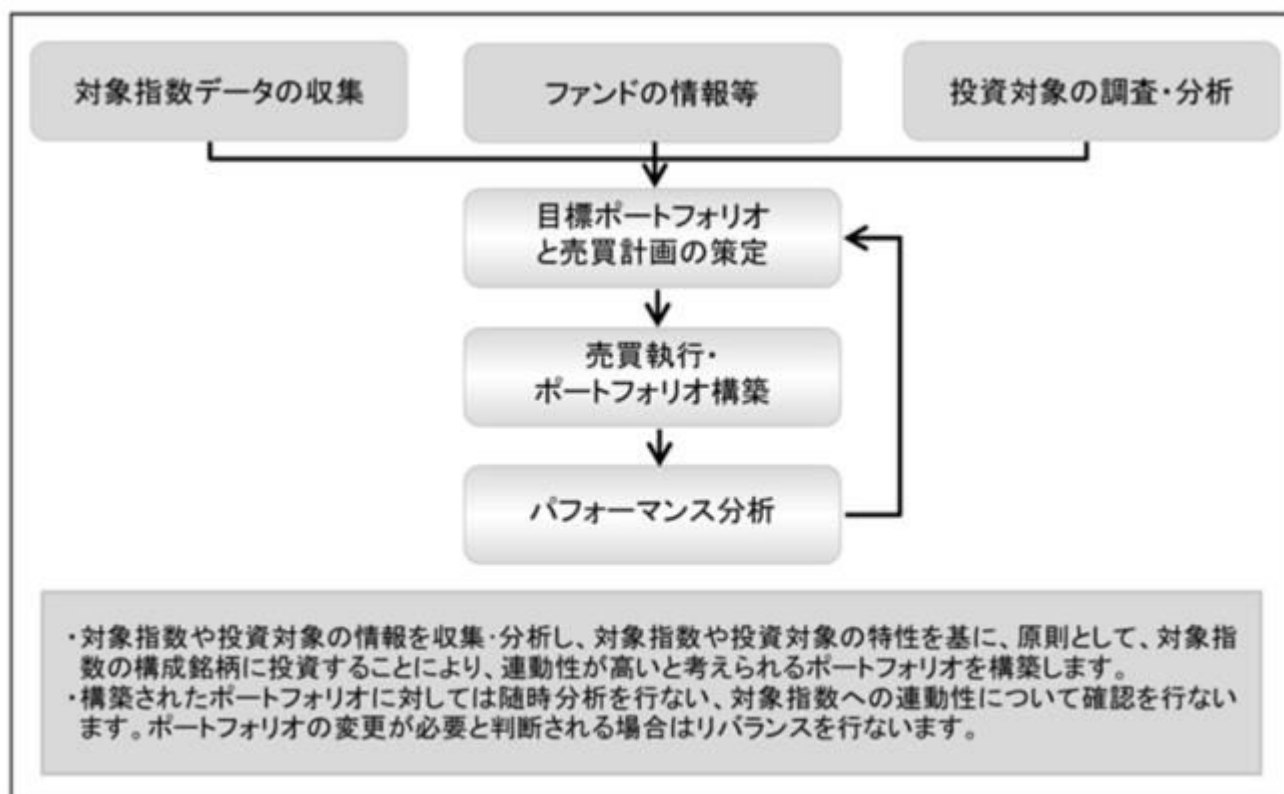 対象指数データの収集
ファンドの情報等
投資対象の調査・分析
目標ポートフォリオ
と売買計画の策定
売買執行・
ポートフォリオ構築
パフォーマンス分析
・対象指数や投資対象の情報を収集・分析し、対象指数や投資対象の特性を基に、原則として、対象指
数の構成銘柄に投資することにより、連動性が高いと考えられるポートフォリオを構築します。
・構築されたポートフォリオに対しては随時分析を行ない、対象指数への連動性について確認を行ない
ます。ポートフォリオの変更が必要と判断される場合はリバランスを行ないます。